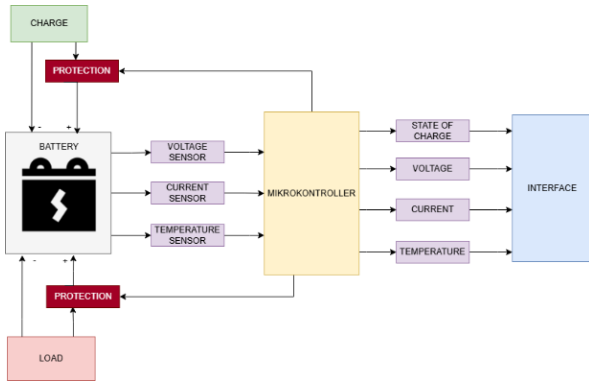 CHARGE
PROTECTION
- +
BATTERY
VOLTAGE
SENSOR
CURRENT
SENSOR
TEMPERATURE
SENSOR
MIKROKONTROLLER
STATE OF
CHARGE
VOLTAGE
CURRENT
TEMPERATURE
INTERFACE
- +
PROTECTION
LOAD